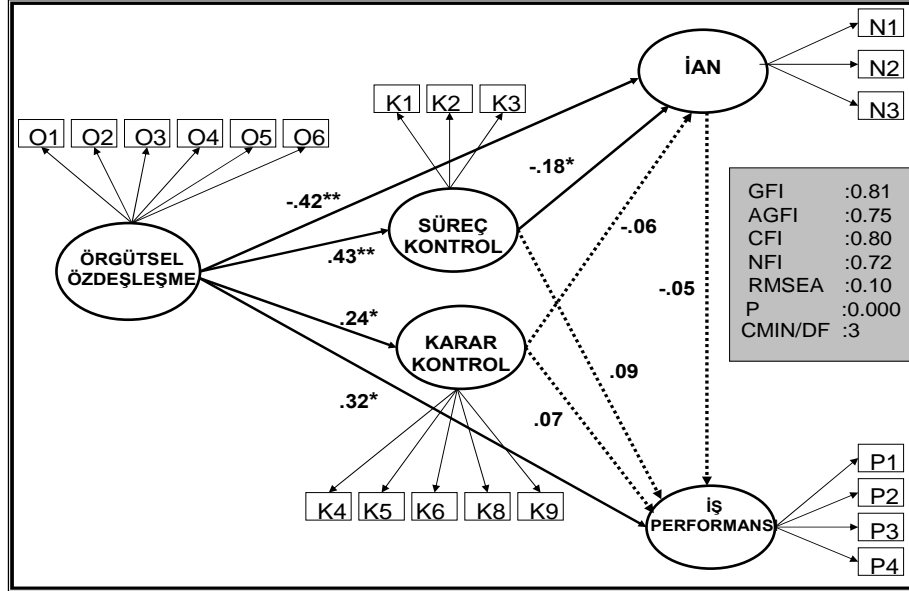 N1
İAN
N2
N3
K1 K2 K3
O1 O2 O3 O4 O5 O6
-.18*
-.42**
GFI :0.81
AGFI :0.75
CFI :0.80
NFI :0.72
RMSEA :0.10
P :0.000
CMIN/DF :3
SÜREÇ
KONTROL
-.06
ÖRGÜTSEL
ÖZDEŞLEŞME
.43**
-.05
.24*
KARAR
KONTROL
.09
.32*
.07
P1
K4 K5 K6 K8 K9
P2
İŞ
PERFORMANS
P3
P4